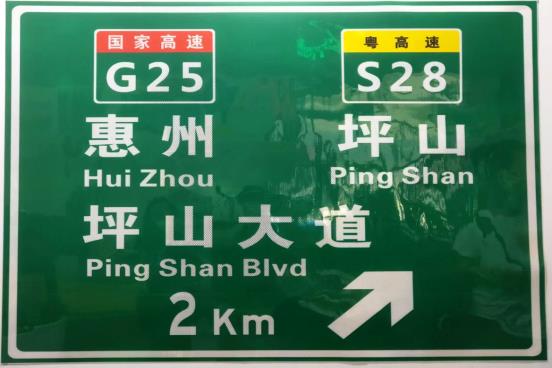 国家高速 粤高速
G25 S28
惠州 坪山
Hui Zhou Ping Shan
坪山大道
Ping Shan Blvd
2 Km